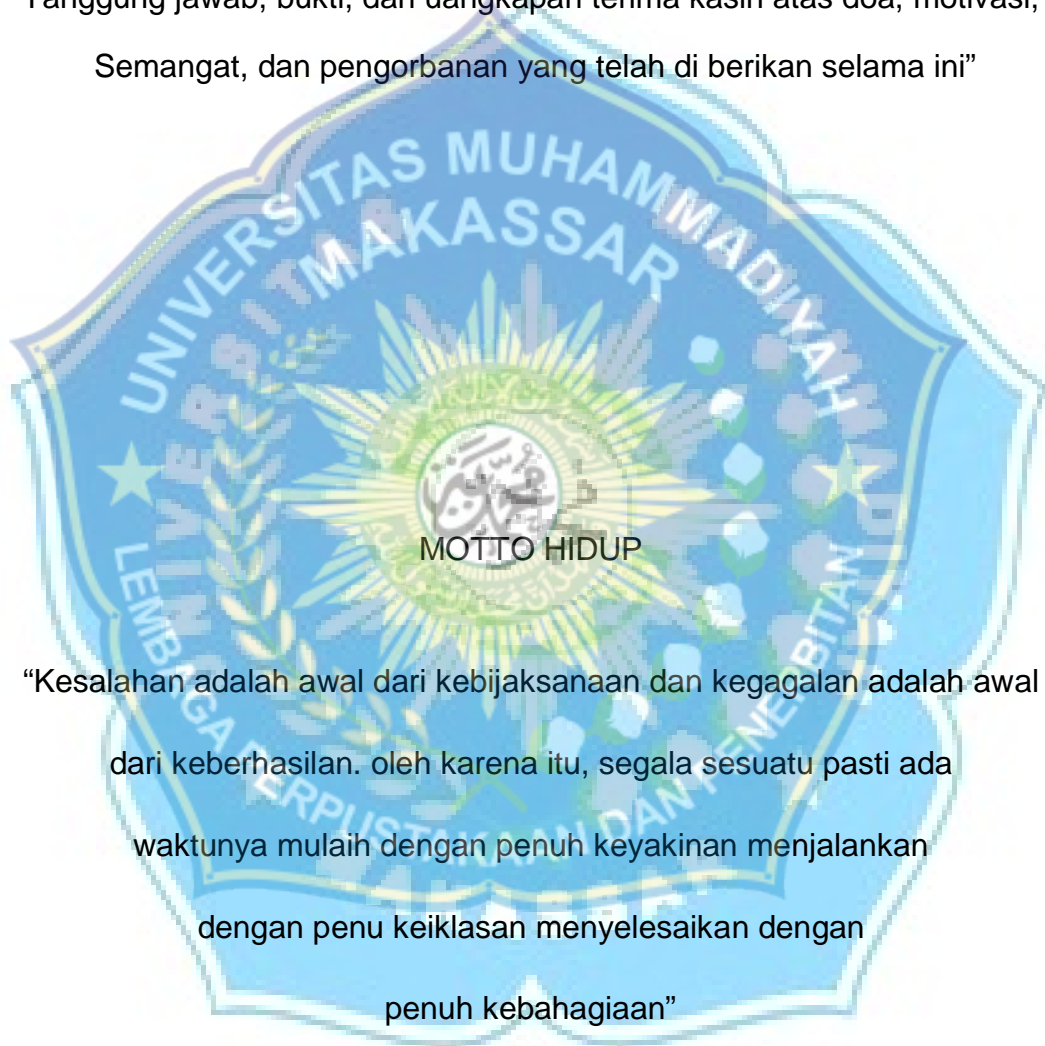 Tanggung jawab, bukti, dan uangkapan terima kasih atas doa, motivasi,
Semangat, dan pengorbanan yang telah di berikan selama ini”
UNIVERSITAS MUHAMMADIYAH
MAKASSAR
MOTTO HIDUP
“Kesalahan adalah awal dari kebijaksanaan dan kegagalan adalah awal
dari keberhasilan. oleh karena itu, segala sesuatu pasti ada
waktunya mulaih dengan penuh keyakinan menjalankan
dengan penu keiklasan menyelesaikan dengan
penuh kebahagiaan”
LEMBAGA PERPUSTAKAAN DAN PENERBITAN